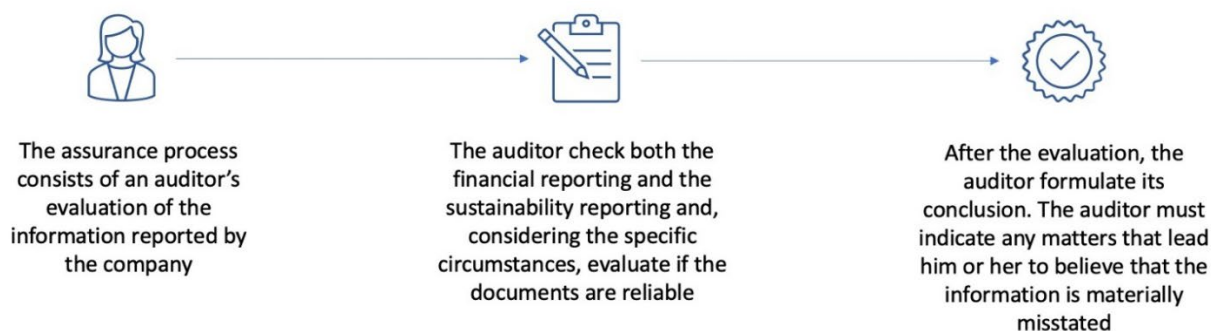 The assurance process
consists of an auditor’s
evaluation of the
information reported by
the company
The auditor check both the
financial reporting and the
sustainability reporting and,
considering the specific
circumstances, evaluate if the
documents are reliable
After the evaluation, the
auditor formulate its
conclusion. The auditor must
indicate any matters that lead
him or her to believe that the
information is materially
misstated